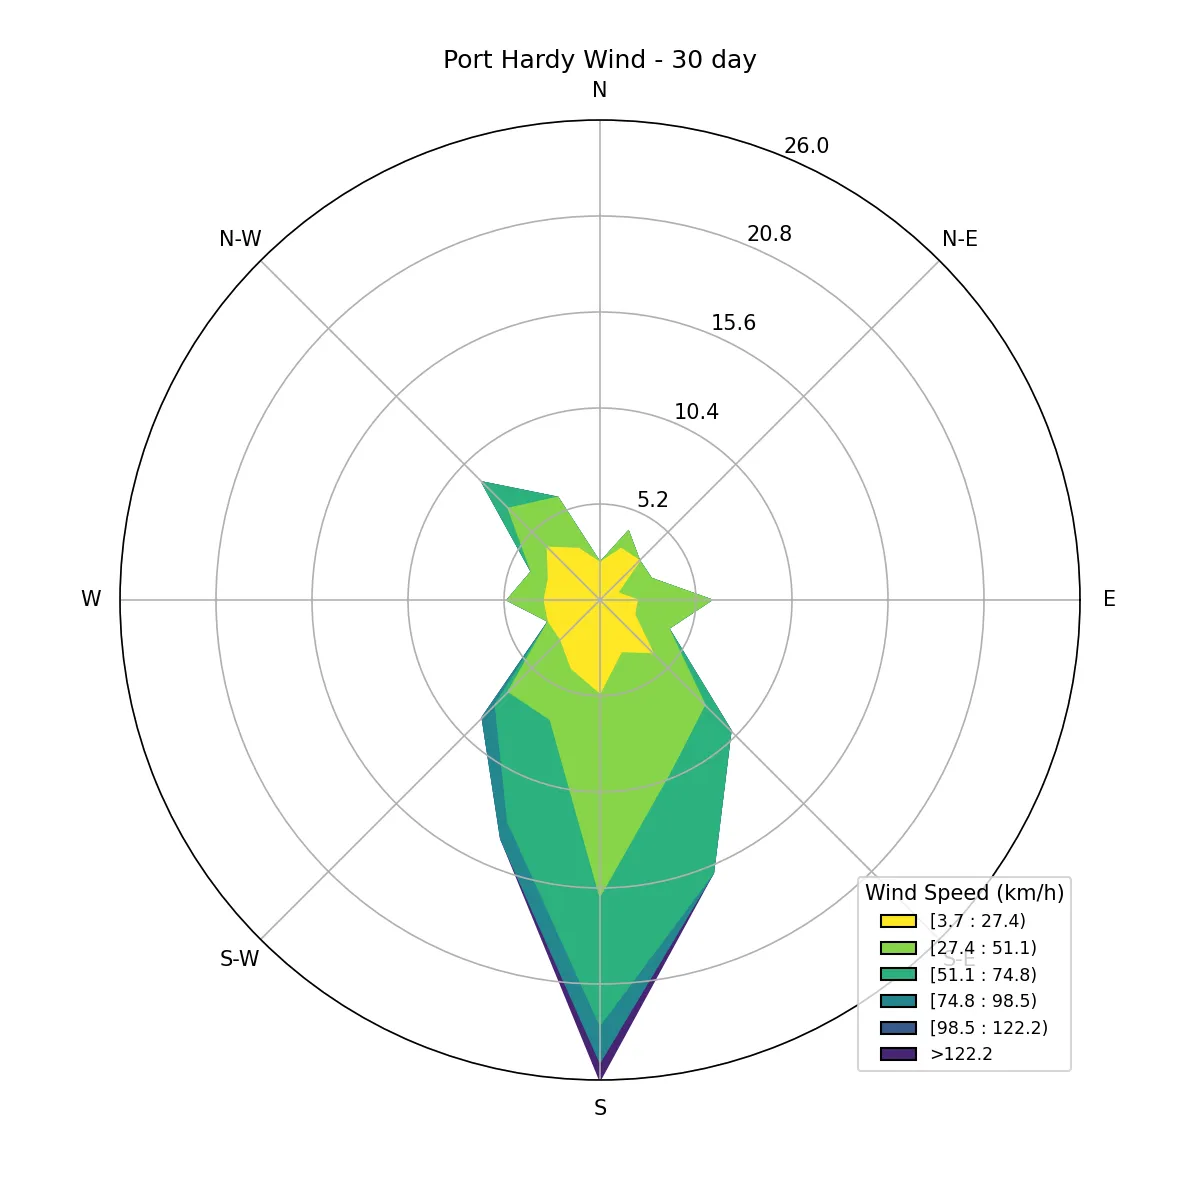 Port Hardy Wind - 30 day
N
26.0
N-W
N-E
20.8
15.6
10.4
5.2
W
E
S-W
S-E
S
Wind Speed (km/h)
[3.7 : 27.4)
[27.4 : 51.1)
[51.1 : 74.8)
[74.8 : 98.5)
[98.5 : 122.2)
>122.2